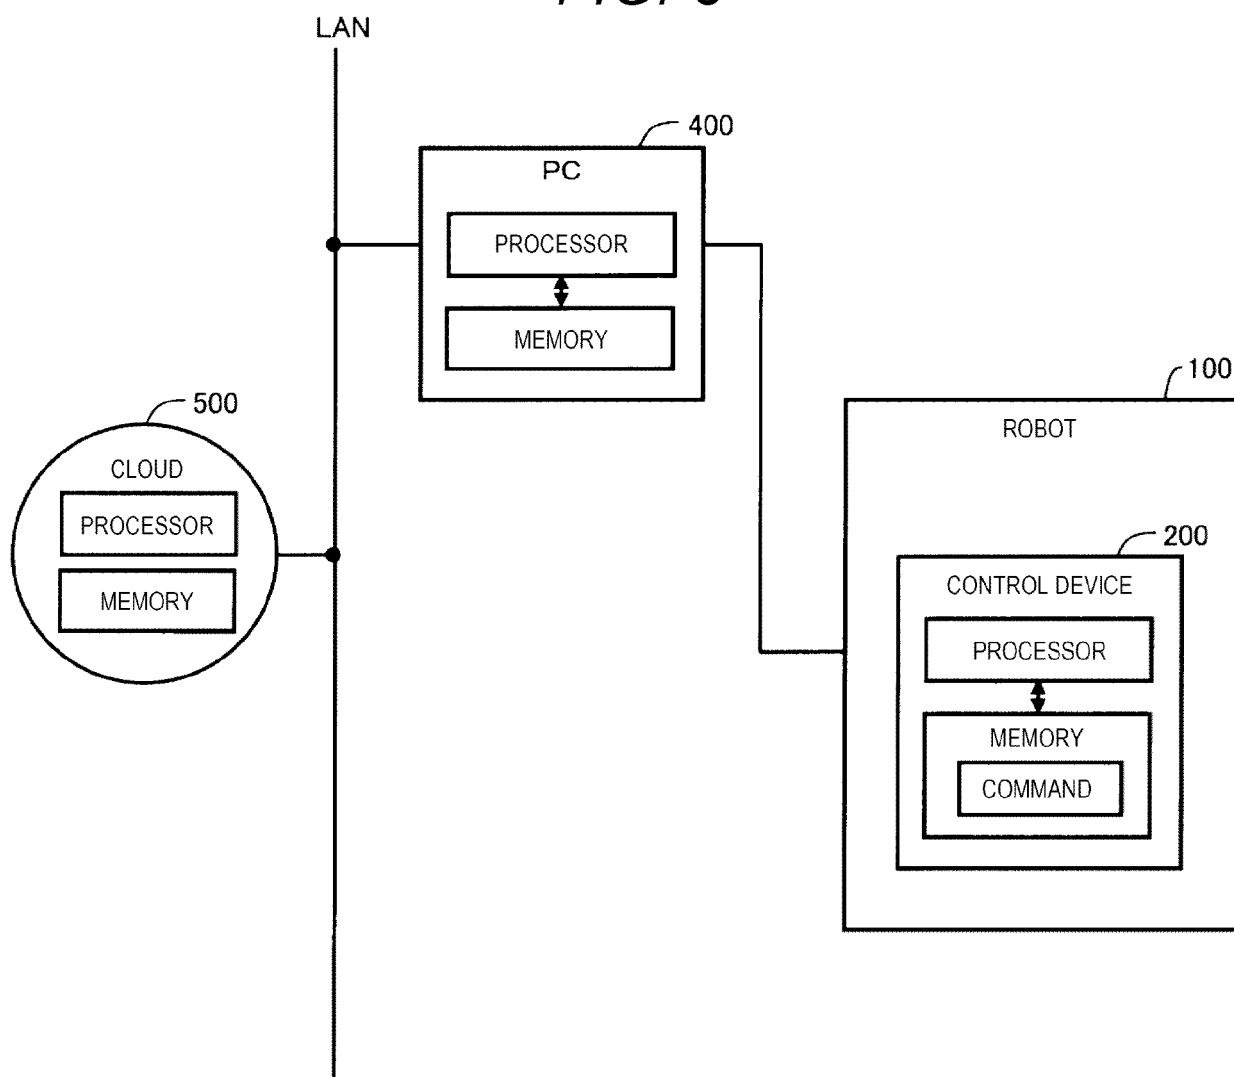 LAN
400
PC
PROCESSOR
MEMORY
100
ROBOT
500
CLOUD
PROCESSOR
MEMORY
200
CONTROL DEVICE
PROCESSOR
MEMORY
COMMAND